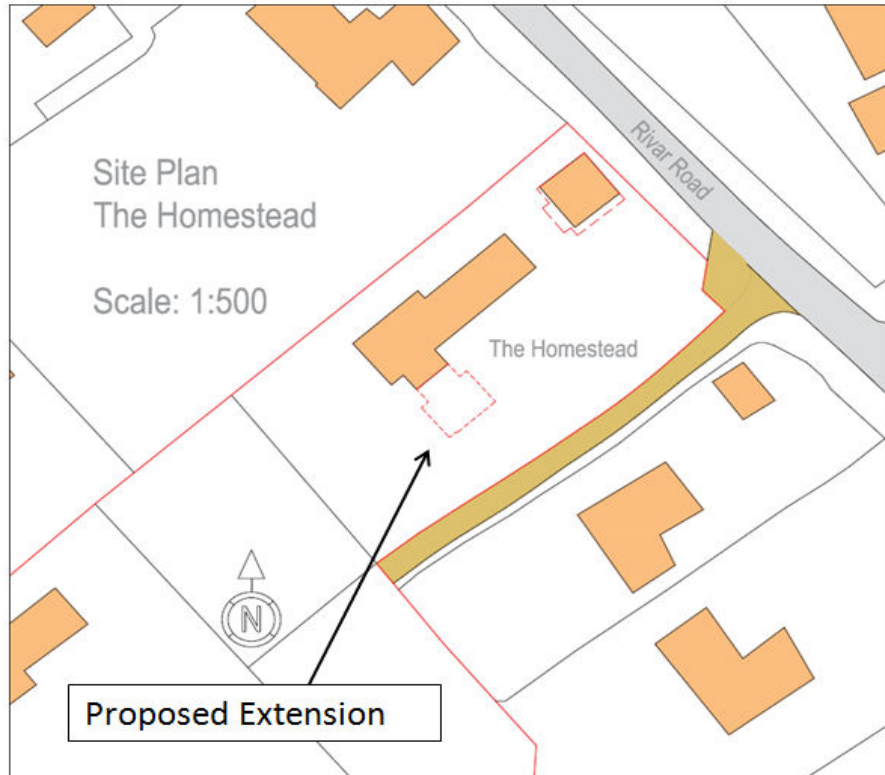 Site Plan
The Homestead
Scale: 1:500
Rivar Road
The Homestead
N
Proposed Extension